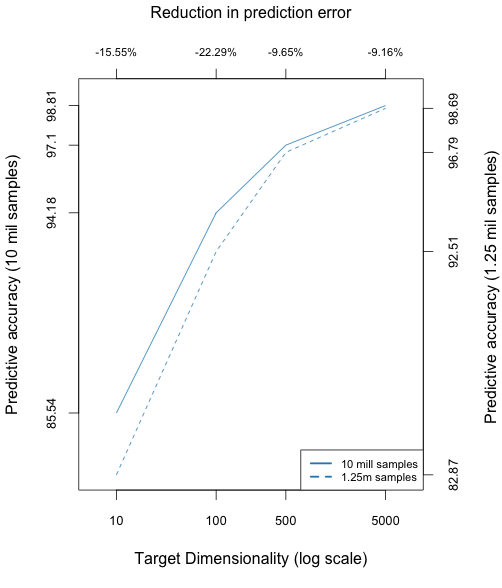 Reduction in prediction error
-15.55% -22.29% -9.65% -9.16%
Predictive accuracy (10 mil samples)
98.81
97.1
94.18
85.54
98.69
96.79
92.51
82.87
Predictive accuracy (1.25 mil samples)
10 mill samples
1.25m samples
10 100 500 5000
Target Dimensionality (log scale)